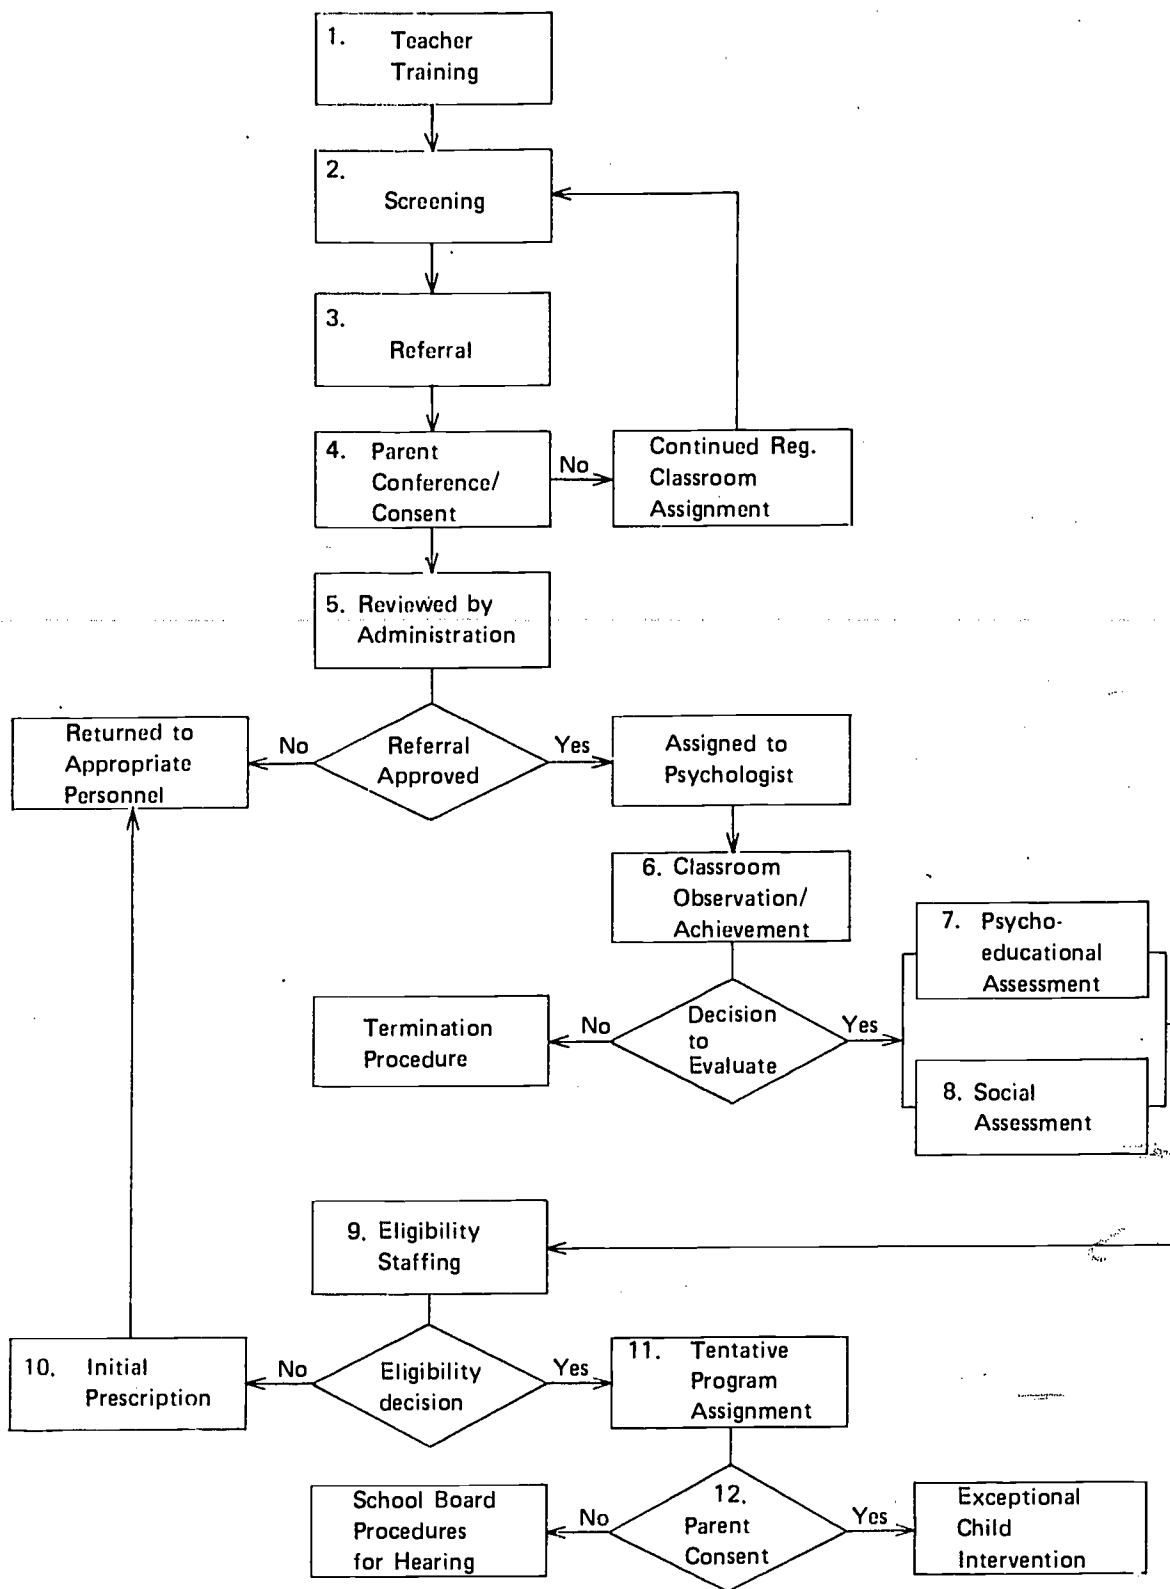 1. Teacher
Training
2.
Screening
3.
Referral
4. Parent
Conference/
Consent
No
Continued Reg.
Classroom
Assignment
5. Reviewed by
Administration
Returned to
Appropriate
Personnel
No
Referral
Approved
Yes
Assigned to
Psychologist
6. Classroom
Observation/
Achievement
7. Psycho-
educational
Assessment
Termination
Procedure
No
Decision
to
Evaluate
Yes
8. Social
Assessment
9. Eligibility
Staffing
10. Initial
Prescription
No
Eligibility
decision
Yes
11. Tentative
Program
Assignment
School Board
Procedures
for Hearing
No
12.
Parent
Consent
Yes
Exceptional
Child
Intervention